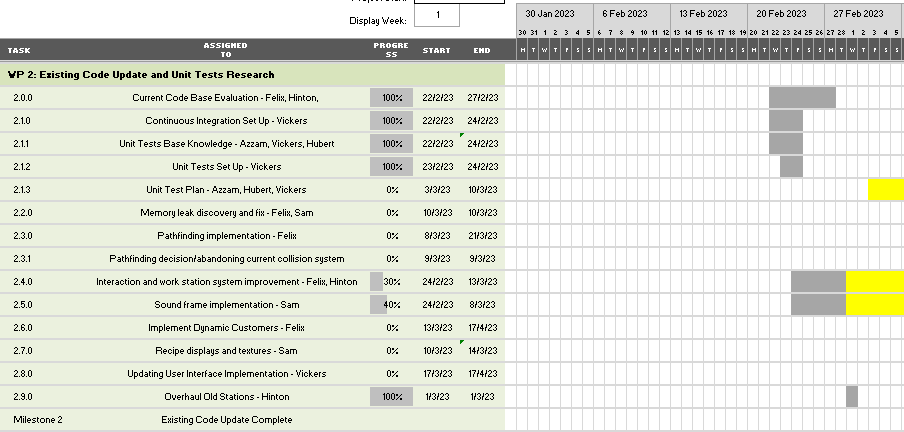 Display Week: 1
30 Jan 2023 6 Feb 2023 13 Feb 2023 20 Feb 2023 27 Feb 2023
30 31 1 2 3 4 5 6 7 8 9 10 11 12 13 14 15 16 17 18 19 20 21 22 23 24 25 26 27 28 1 2 3 4 5
TASK ASSIGNED TO PROGRESS START END M T W T F S S M T W T F S S M T W T F S S M T W T F S S M T W T F S S
WP 2: Existing Code Update and Unit Tests Research
2.0.0 Current Code Base Evaluation - Felix, Hinton, 100% 22/2/23 27/2/23
2.1.0 Continuous Integration Set Up - Vickers 100% 22/2/23 24/2/23
2.1.1 Unit Tests Base Knowledge - Azzam, Vickers, Hubert 100% 22/2/23 24/2/23
2.1.2 Unit Tests Set Up - Vickers 100% 23/2/23 24/2/23
2.1.3 Unit Test Plan - Azzam, Hubert, Vickers 0% 3/3/23 10/3/23
2.2.0 Memory leak discovery and fix - Felix, Sam 0% 10/3/23 10/3/23
2.3.0 Pathfinding implementation - Felix 0% 8/3/23 21/3/23
2.3.1 Pathfinding decision/abandoning current collision system 0% 9/3/23 9/3/23
2.4.0 Interaction and work station system improvement - Felix, Hinton 30% 24/2/23 13/3/23
2.5.0 Sound frame implementation - Sam 40% 24/2/23 8/3/23
2.6.0 Implement Dynamic Customers - Felix 0% 13/3/23 17/4/23
2.7.0 Recipe displays and textures - Sam 0% 10/3/23 14/3/23
2.8.0 Updating User Interface Implementation - Vickers 0% 17/3/23 17/4/23
2.9.0 Overhaul Old Stations - Hinton 100% 1/3/23 1/3/23
Milestone 2 Existing Code Update Complete